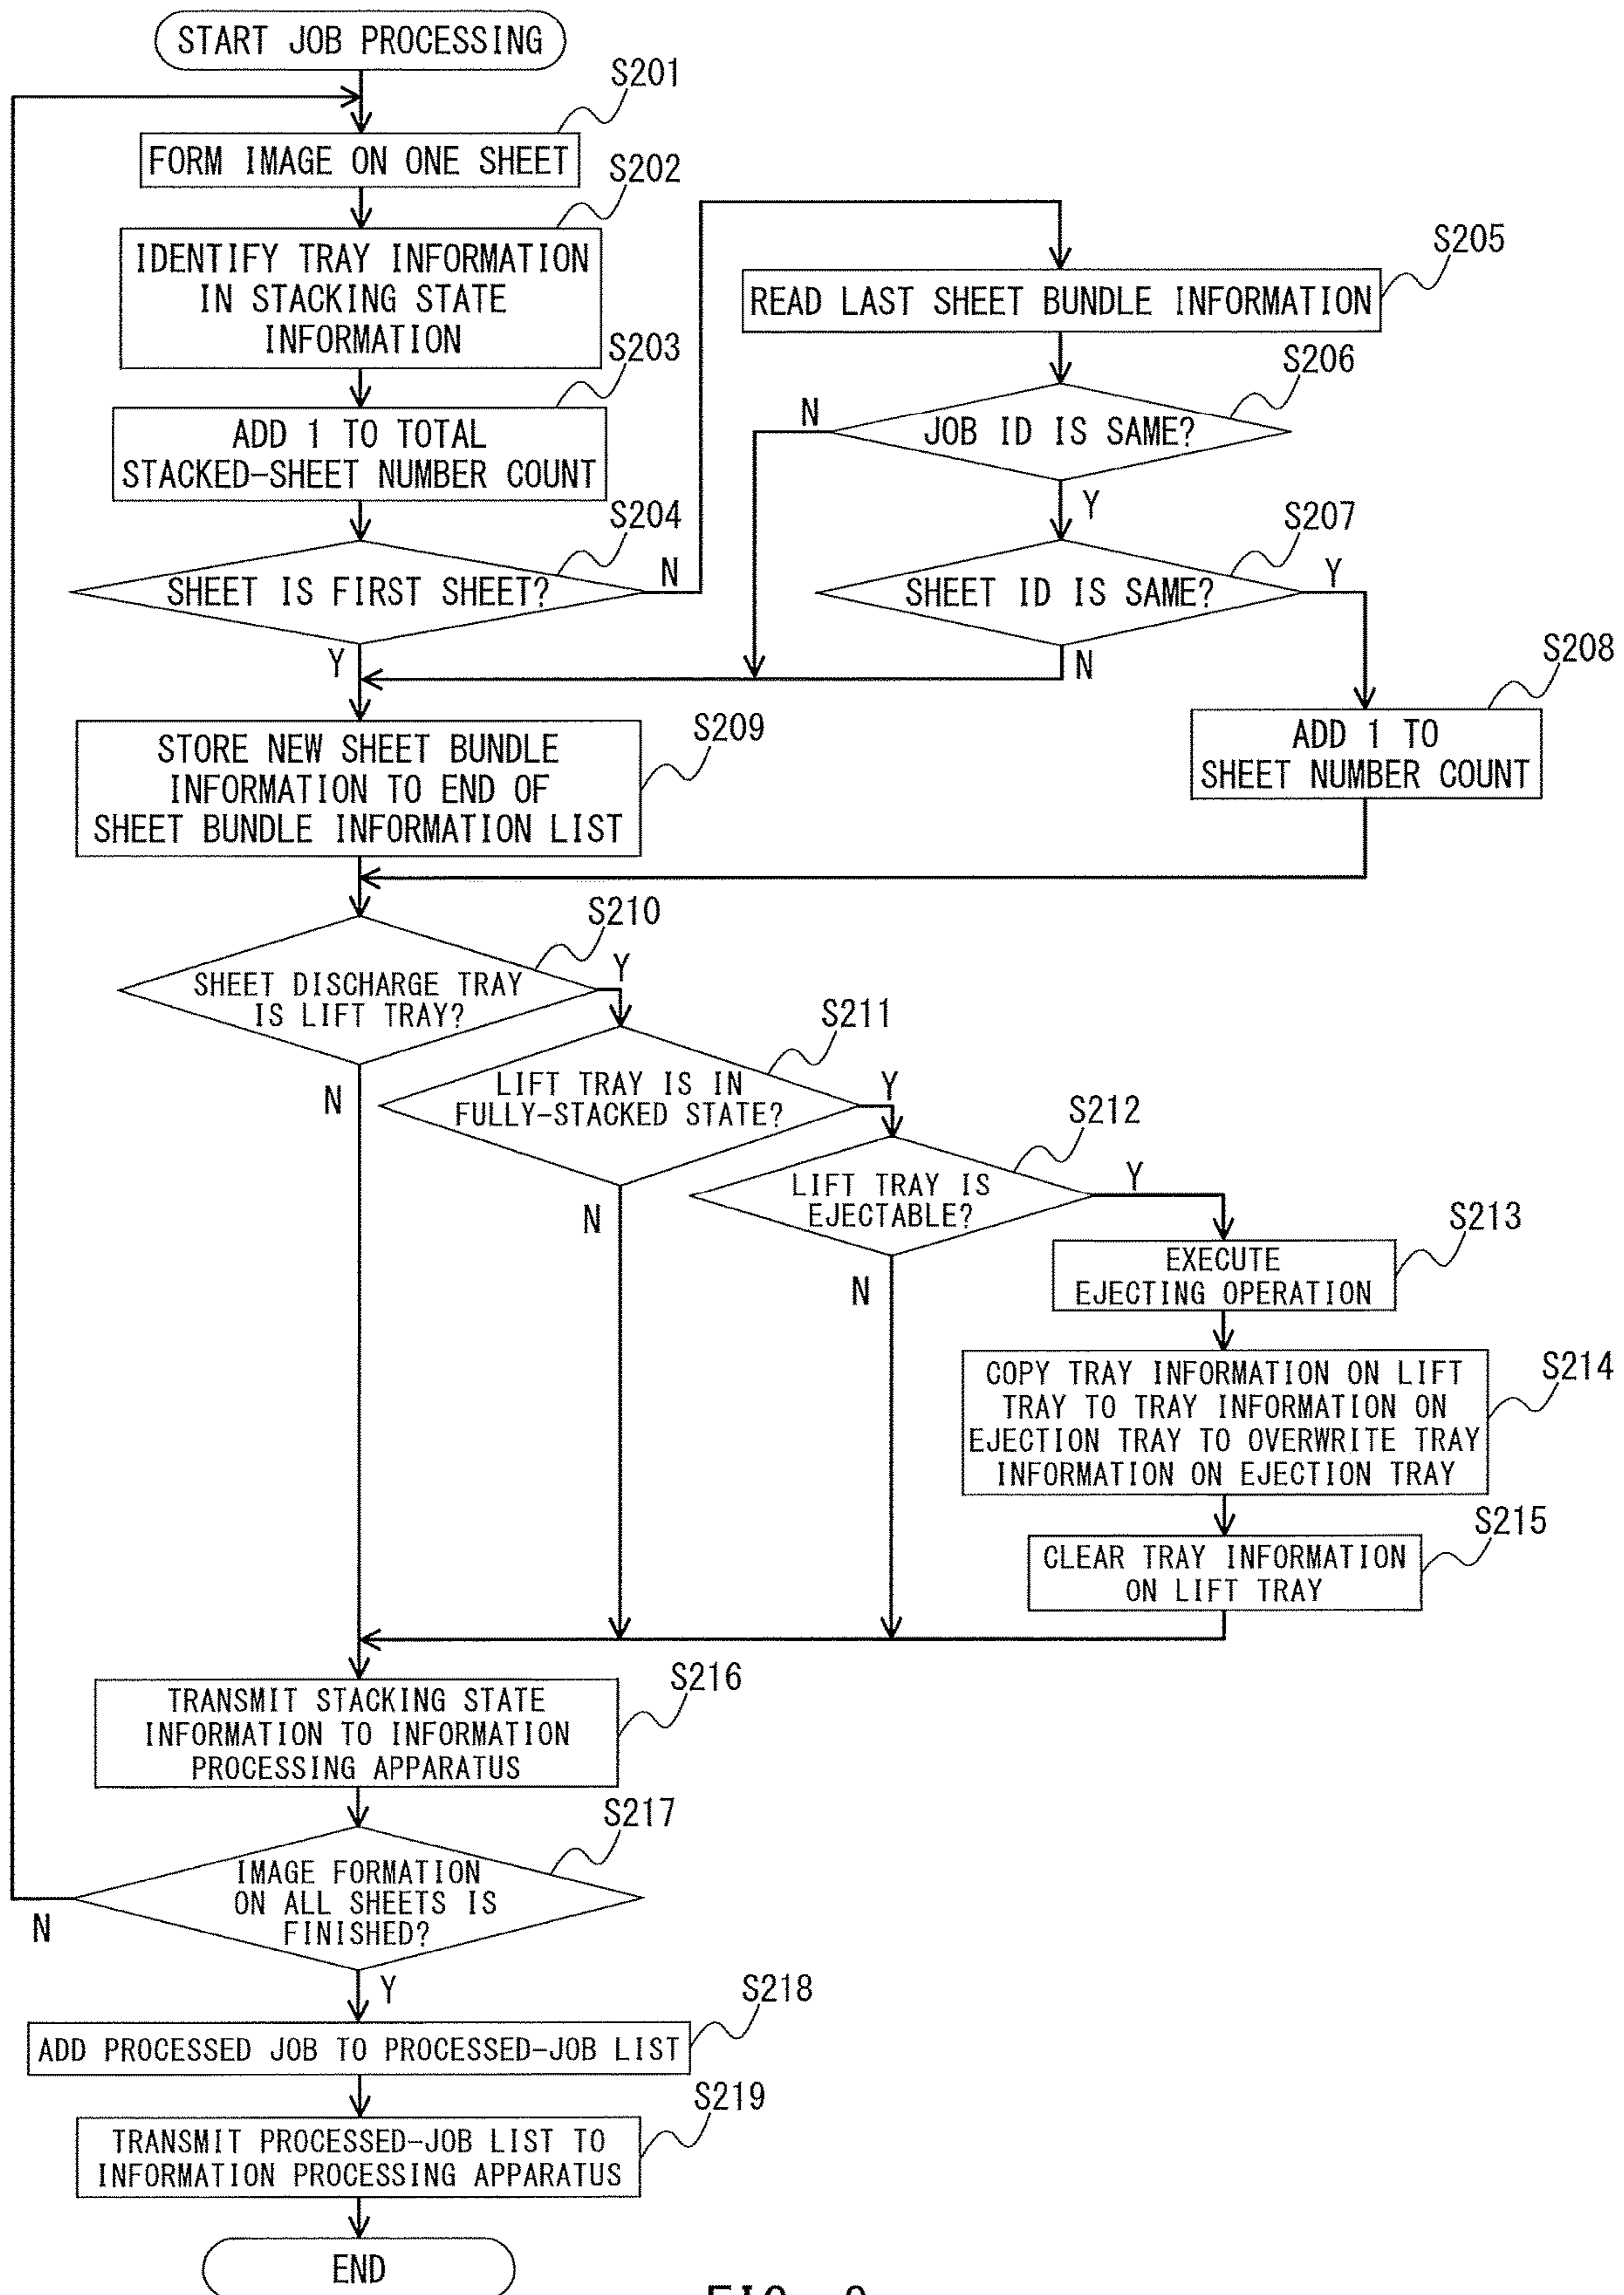 START JOB PROCESSING
S201
FORM IMAGE ON ONE SHEET
S202
IDENTIFY TRAY INFORMATION
IN STACKING STATE
INFORMATION
S203
ADD 1 TO TOTAL
STACKED-SHEET NUMBER COUNT
S204
SHEET IS FIRST SHEET?
N
Y
S205
READ LAST SHEET BUNDLE INFORMATION
S206
JOB ID IS SAME?
N
Y
S207
SHEET ID IS SAME?
Y
N
S208
ADD 1 TO
SHEET NUMBER COUNT
S209
STORE NEW SHEET BUNDLE
INFORMATION TO END OF
SHEET BUNDLE INFORMATION LIST
S210
SHEET DISCHARGE TRAY
IS LIFT TRAY?
Y
N
S211
LIFT TRAY IS IN
FULLY-STACKED STATE?
Y
N
S212
LIFT TRAY IS
EJECTABLE?
Y
N
S213
EXECUTE
EJECTING OPERATION
S214
COPY TRAY INFORMATION ON LIFT
TRAY TO TRAY INFORMATION ON
EJECTION TRAY TO OVERWRITE TRAY
INFORMATION ON EJECTION TRAY
S215
CLEAR TRAY INFORMATION
ON LIFT TRAY
S216
TRANSMIT STACKING STATE
INFORMATION TO INFORMATION
PROCESSING APPARATUS
S217
IMAGE FORMATION
ON ALL SHEETS IS
FINISHED?
N
Y
S218
ADD PROCESSED JOB TO PROCESSED-JOB LIST
S219
TRANSMIT PROCESSED-JOB LIST TO
INFORMATION PROCESSING APPARATUS
END